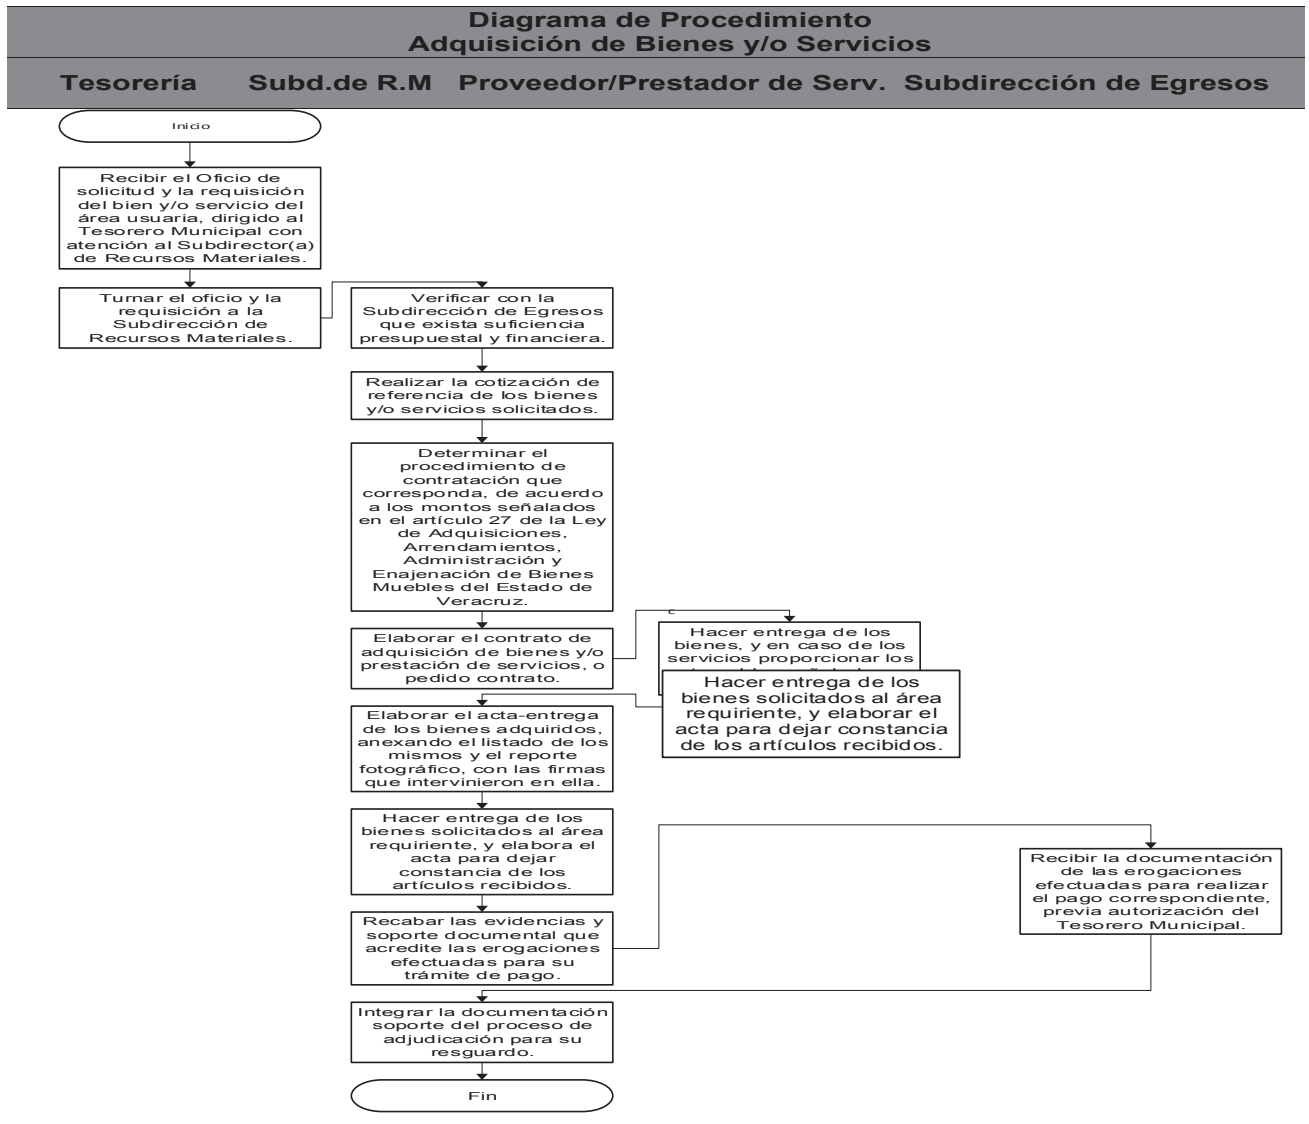 Diagrama de Procedimiento
Adquisición de Bienes y/o Servicios
Tesorería Subd.de R.M Proveedor/Prestador de Serv. Subdirección de Egresos
Inicio
Recibir el Oficio de
solicitud y la requisición
del bien y/o servicio del
área usuaria, dirigido al
Tesorero Municipal con
atención al Subdirector(a)
de Recursos Materiales.
Turnar el oficio y la
requisición a la
Subdirección de
Recursos Materiales.
Verificar con la
Subdirección de Egresos
que exista suficiencia
presupuestal y financiera.
Realizar la cotización de
referencia de los bienes
y/o servicios solicitados.
Determinar el
procedimiento de
contratación que
corresponda, de acuerdo
a los montos señalados
en el artículo 27 de la Ley
de Adquisiciones,
Arrendamientos,
Administración y
Enajenación de Bienes
Muebles del Estado de
Veracruz.
Elaborar el contrato de
adquisición de bienes y/o
prestación de servicios, o
pedido contrato.
c
Hacer entrega de los
bienes, y en caso de los
servicios proporcionar los
Hacer entrega de los
bienes solicitados al área
requiriente, y elaborar el
acta para dejar constancia
de los artículos recibidos.
Elaborar el acta-entrega
de los bienes adquiridos,
anexando el listado de los
mismos y el reporte
fotográfico, con las firmas
que intervinieron en ella.
Hacer entrega de los
bienes solicitados al área
requiriente, y elabora el
acta para dejar
constancia de los
artículos recibidos.
Recabar las evidencias y
soporte documental que
acredite las erogaciones
efectuadas para su
trámite de pago.
Recibir la documentación
de las erogaciones
efectuadas para realizar
el pago correspondiente,
previa autorización del
Tesorero Municipal.
Integrar la documentación
soporte del proceso de
adjudicación para su
resguardo.
Fin